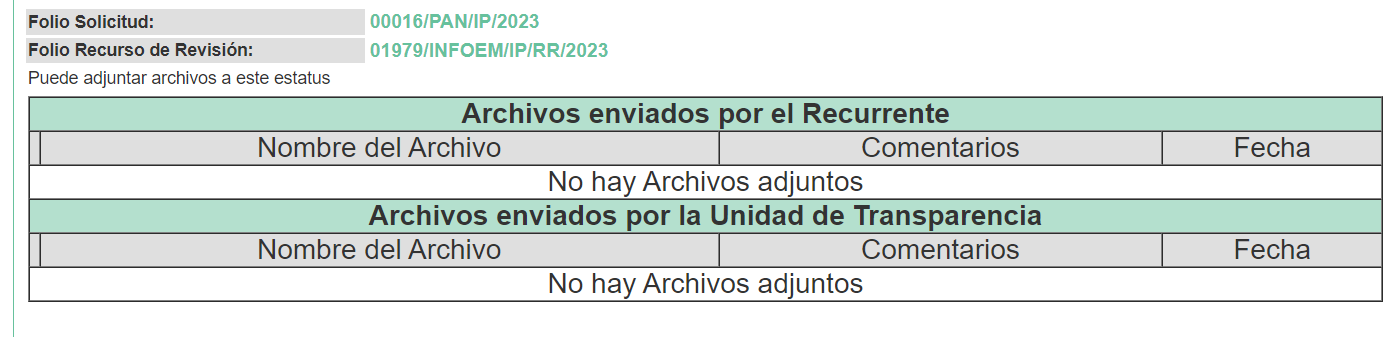 Folio Solicitud: 00016/PAN/IP/2023
Folio Recurso de Revisión: 01979/INFOEM/IP/RR/2023
Puede adjuntar archivos a este estatus
Archivos enviados por el Recurrente
Nombre del Archivo Comentarios Fecha
No hay Archivos adjuntos
Archivos enviados por la Unidad de Transparencia
Nombre del Archivo Comentarios Fecha
No hay Archivos adjuntos